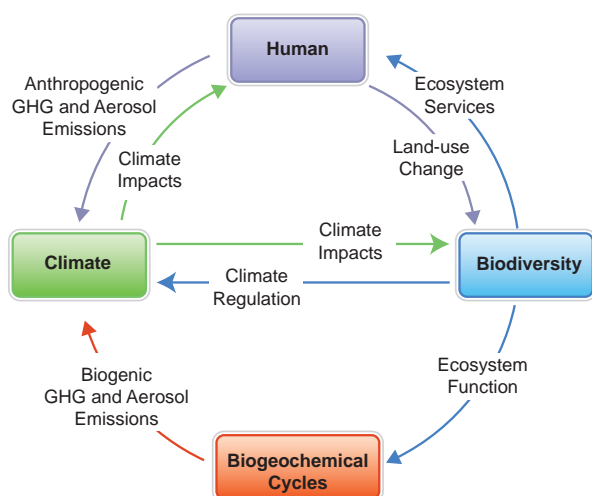 Human
Anthropogenic
GHG and Aerosol
Emissions
Ecosystem
Services
Climate
Impacts
Land-use
Change
Climate
Impacts
Climate
Biodiversity
Climate
Regulation
Biogenic
GHG and Aerosol
Emissions
Ecosystem
Function
Biogeochemical
Cycles